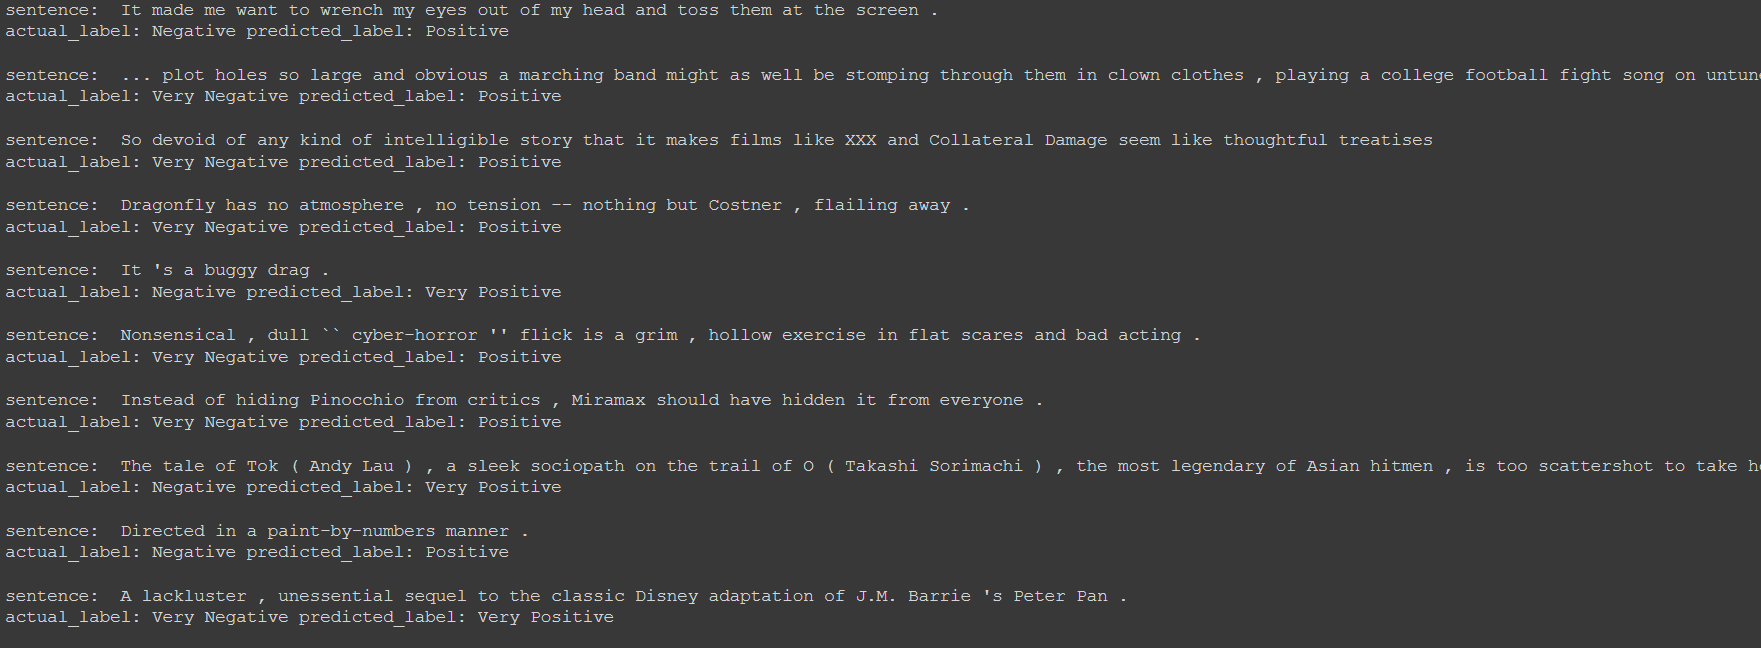 sentence:  It made me want to wrench my eyes out of my head and toss them at the screen .
actual_label: Negative predicted_label: Positive
sentence:  ... plot holes so large and obvious a marching band might as well be stomping through them in clown clothes , playing a college football fight song on untun
actual_label: Very Negative predicted_label: Positive
sentence:  So devoid of any kind of intelligible story that it makes films like XXX and Collateral Damage seem like thoughtful treatises
actual_label: Very Negative predicted_label: Positive
sentence:  Dragonfly has no atmosphere , no tension -- nothing but Costner , flailing away .
actual_label: Very Negative predicted_label: Positive
sentence:  It 's a buggy drag .
actual_label: Negative predicted_label: Very Positive
sentence:  Nonsensical , dull `` cyber-horror '' flick is a grim , hollow exercise in flat scares and bad acting .
actual_label: Very Negative predicted_label: Positive
sentence:  Instead of hiding Pinocchio from critics , Miramax should have hidden it from everyone .
actual_label: Very Negative predicted_label: Positive
sentence:  The tale of Tok ( Andy Lau ) , a sleek sociopath on the trail of O ( Takashi Sorimachi ) , the most legendary of Asian hitmen , is too scattershot to take h
actual_label: Negative predicted_label: Very Positive
sentence:  Directed in a paint-by-numbers manner .
actual_label: Negative predicted_label: Positive
sentence:  A lackluster , unessential sequel to the classic Disney adaptation of J.M. Barrie 's Peter Pan .
actual_label: Very Negative predicted_label: Very Positive